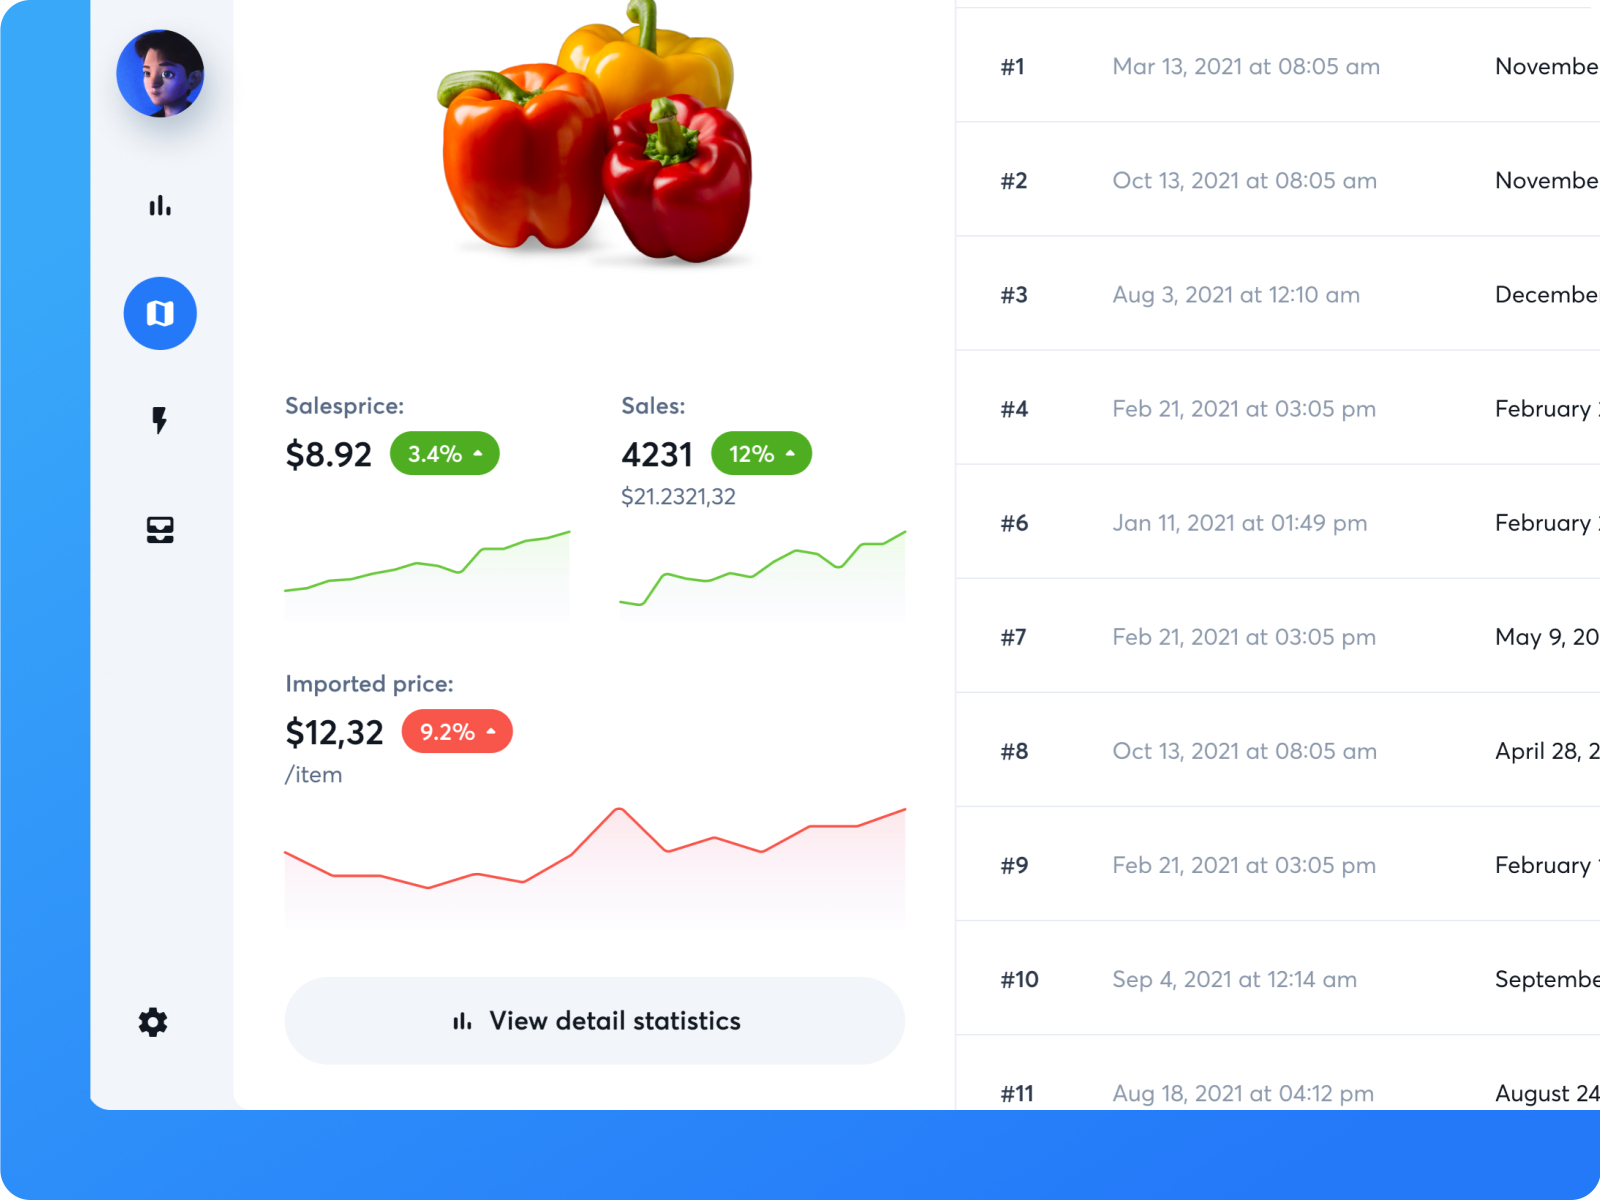 Salesprice:
$8.92 3.4%
Sales:
4231 12%
$21.2321,32
Imported price:
$12,32 9.2%
/item
View detail statistics
#1 Mar 13, 2021 at 08:05 am Novembe
#2 Oct 13, 2021 at 08:05 am Novembe
#3 Aug 3, 2021 at 12:10 am Decembe
#4 Feb 21, 2021 at 03:05 pm February
#6 Jan 11, 2021 at 01:49 pm February
#7 Feb 21, 2021 at 03:05 pm May 9, 20
#8 Oct 13, 2021 at 08:05 am April 28, 2
#9 Feb 21, 2021 at 03:05 pm February
#10 Sep 4, 2021 at 12:14 am Septembe
#11 Aug 18, 2021 at 04:12 pm August 24